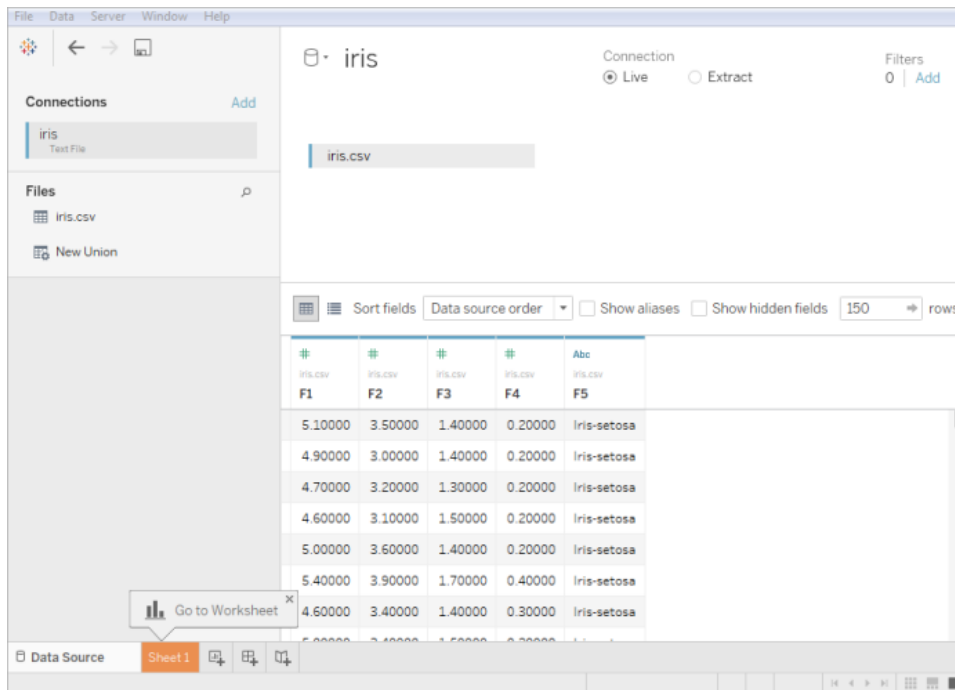 File Data Server Window Help
iris
Connection
Filters
Live Extract
0 Add
Connections Add
iris
Text File
iris.csv
Files
iris.csv
New Union
Sort fields Data source order Show aliases Show hidden fields 150 rows
# # # # Abc
iris.csv iris.csv iris.csv iris.csv iris.csv
F1 F2 F3 F4 F5
5.10000 3.50000 1.40000 0.20000 Iris-setosa
4.90000 3.00000 1.40000 0.20000 Iris-setosa
4.70000 3.20000 1.30000 0.20000 Iris-setosa
4.60000 3.10000 1.50000 0.20000 Iris-setosa
5.00000 3.60000 1.40000 0.20000 Iris-setosa
5.40000 3.90000 1.70000 0.40000 Iris-setosa
Go to Worksheet
4.60000 3.40000 1.40000 0.30000 Iris-setosa
Data Source Sheet 1